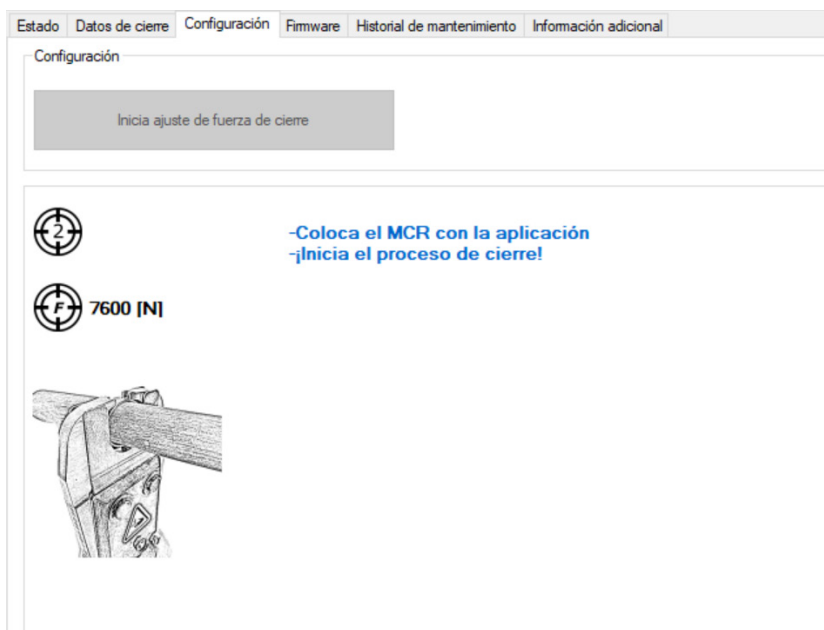 Estado Datos de cierre Configuración Firmware Historial de mantenimiento Información adicional
Configuración
Inicia ajuste de fuerza de cierre
2
-Coloca el MCR con la aplicación
-¡Inicia el proceso de cierre!
F 7600 [N]